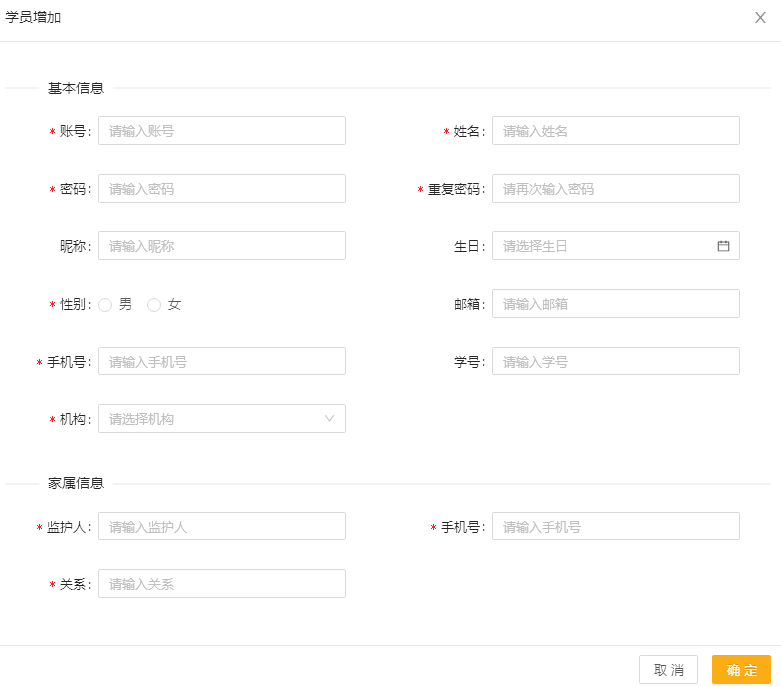 学员增加
基本信息
* 账号: 请输入账号
* 姓名: 请输入姓名
* 密码: 请输入密码
* 重复密码: 请再次输入密码
昵称: 请输入昵称
生日: 请选择生日
* 性别: 男 女
邮箱: 请输入邮箱
* 手机号: 请输入手机号
学号: 请输入学号
* 机构: 请选择机构
家属信息
* 监护人: 请输入监护人
* 手机号: 请输入手机号
* 关系: 请输入关系
取 消
确 定